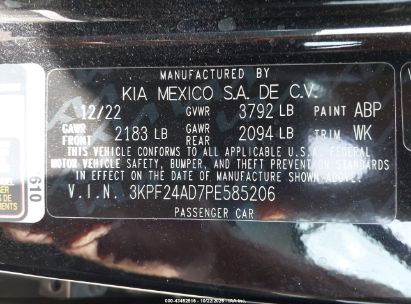 MANUFACTURED BY
KIA MEXICO S.A. DE C.V.
12/22 GVWR 3792 LB PAINT ABP
GAWR FRONT 2183 LB GAWR REAR 2094 LB TRIM WK
THIS VEHICLE CONFORMS TO ALL APPLICABLE U.S. FEDERAL
MOTOR VEHICLE SAFETY, BUMPER, AND THEFT PREVENTION STANDARDS
IN EFFECT ON THE DATE OF MANUFACTURE SHOWN ABOVE.
V.I.N. 3KPF24AD7PE585206
PASSENGER CAR
610